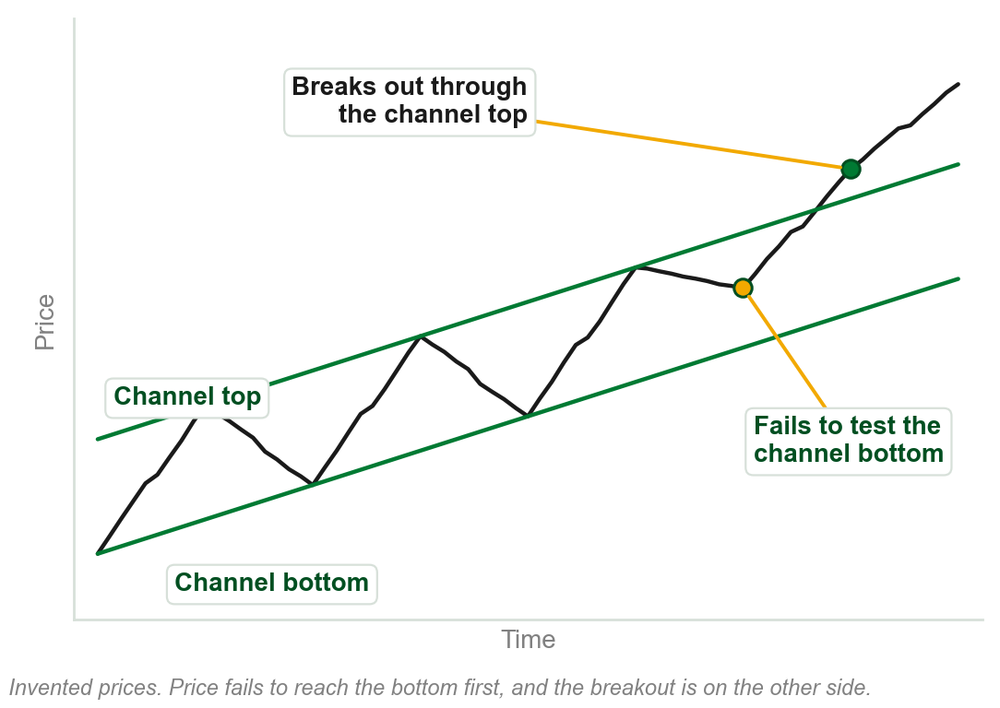 Breaks out through
the channel top
Price
Channel top
Fails to test the
channel bottom
Channel bottom
Time
Invented prices. Price fails to reach the bottom first, and the breakout is on the other side.